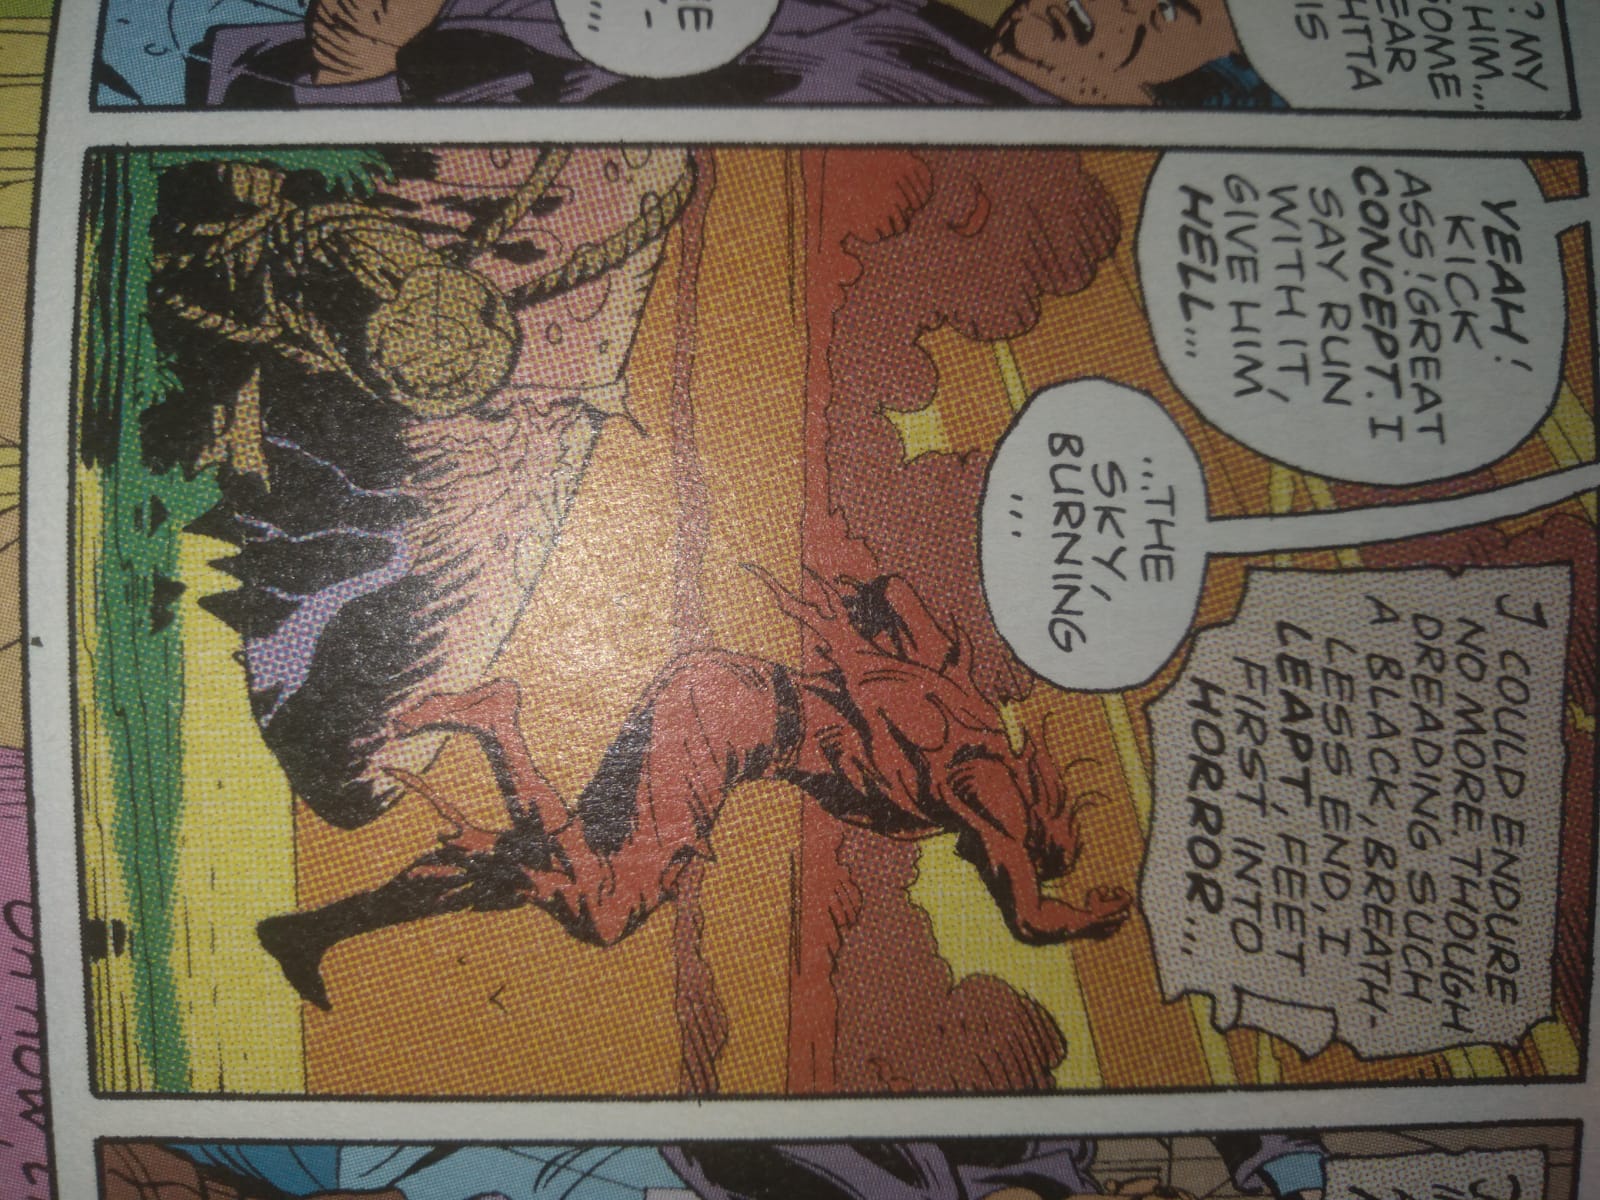 ? MY
HIM...
SOME
EAR
HTTA
IS
YEAH!
KICK
ASS! GREAT
CONCEPT. I
SAY RUN
WITH IT,
GIVE HIM
HELL...
...THE
SKY,
BURNING
...
I COULD ENDURE
NO MORE. THOUGH
DREADING SUCH
A BLACK, BREATH-
LESS END, I
LEAPT, FEET
FIRST INTO
HORROR...